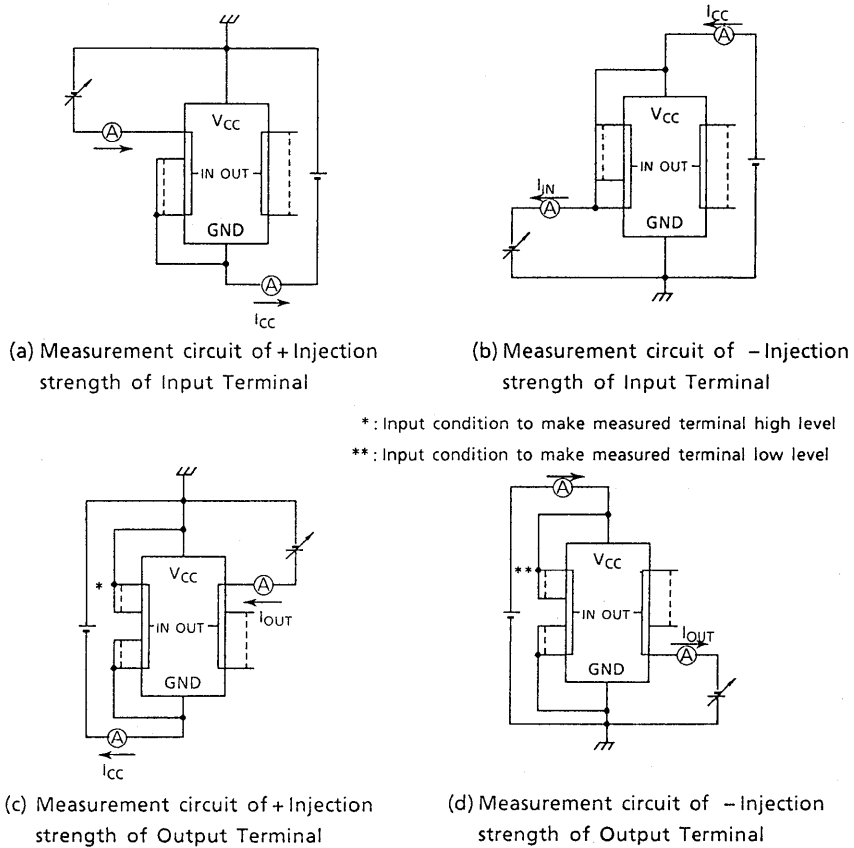 A
VCC
IN OUT
GND
A
ICC
ICC
A
VCC
IN OUT
IIN
A
GND
(a) Measurement circuit of + Injection
strength of Input Terminal
(b) Measurement circuit of – Injection
strength of Input Terminal
* : Input condition to make measured terminal high level
** : Input condition to make measured terminal low level
VCC
*
A
IOUT
IN OUT
GND
A
ICC
A
VCC
**
IN OUT
IOUT
A
GND
(c) Measurement circuit of + Injection
strength of Output Terminal
(d) Measurement circuit of – Injection
strength of Output Terminal